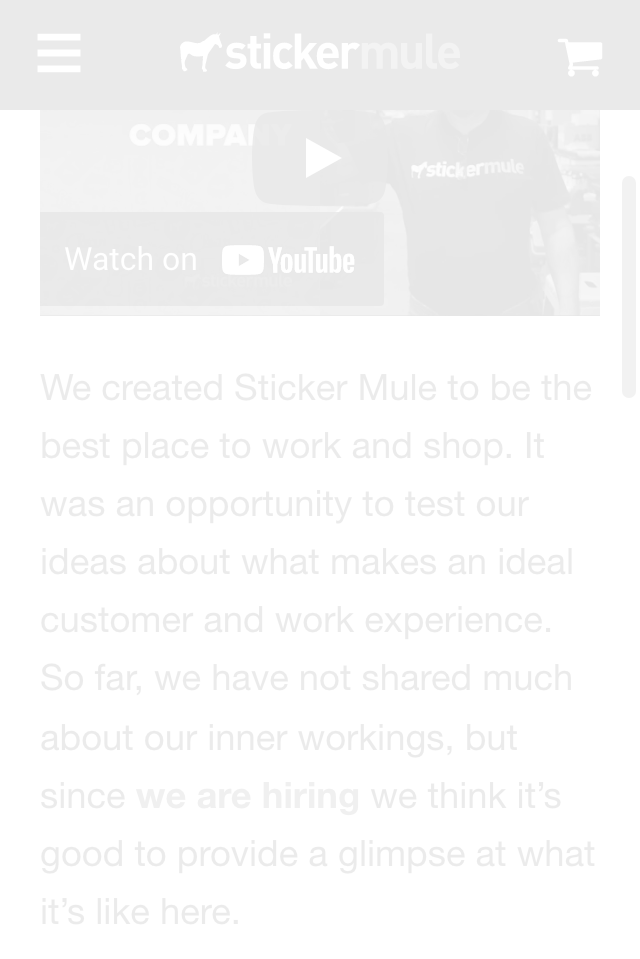 stickermule
COMPANY
stickermule
Watch on YouTube
We created Sticker Mule to be the
best place to work and shop. It
was an opportunity to test our
ideas about what makes an ideal
customer and work experience.
So far, we have not shared much
about our inner workings, but
since we are hiring we think it’s
good to provide a glimpse at what
it’s like here.